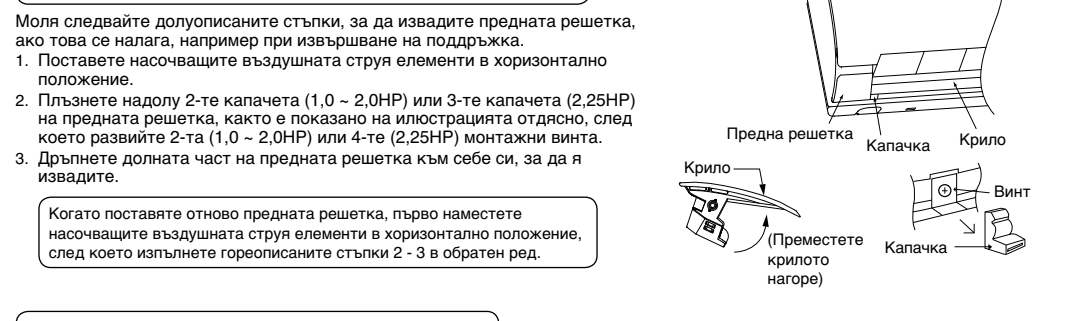 Моля следвайте долуописаните стъпки, за да извадите предната решетка,
ако това се налага, например при извършване на поддръжка.
1. Поставете насочващите въздушната струя елементи в хоризонтално
положение.
2. Плъзнете надолу 2-те капачета (1,0 ~ 2,0HP) или 3-те капачета (2,25HP)
на предната решетка, както е показано на илюстрацията отдясно, след
което развийте 2-та (1,0 ~ 2,0HP) или 4-те (2,25HP) монтажни винта.
3. Дръпнете долната част на предната решетка към себе си, за да я
извадите.
Когато поставяте отново предната решетка, първо наместете
насочващите въздушната струя елементи в хоризонтално положение,
след което изпълнете гореописаните стъпки 2 - 3 в обратен ред.
Предна решетка
Капачка
Крило
Крило
(Преместете
крилото
нагоре)
Винт
Капачка